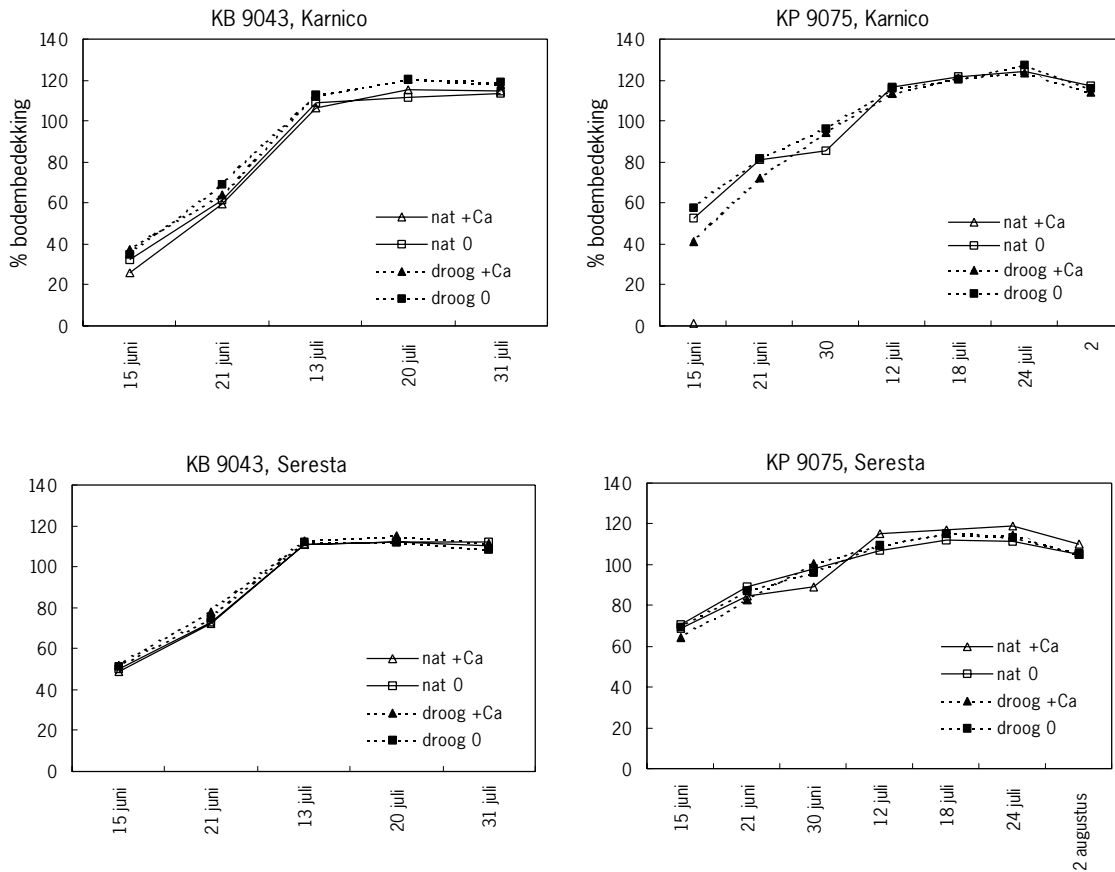 KB 9043, Karnico
140
120
100
80
60
40
20
0
% bodembedekking
15 juni
21 juni
13 juli
20 juli
31 juli
nat +Ca
nat 0
droog +Ca
droog 0
KP 9075, Karnico
140
120
100
80
60
40
20
0
% bodembedekking
15 juni
21 juni
30
12 juli
18 juli
24 juli
2
nat +Ca
nat 0
droog +Ca
droog 0
KB 9043, Seresta
140
120
100
80
60
40
20
0
15 juni
21 juni
13 juli
20 juli
31 juli
nat +Ca
nat 0
droog +Ca
droog 0
KP 9075, Seresta
140
120
100
80
60
40
20
0
15 juni
21 juni
30 juni
12 juli
18 juli
24 juli
2 augustus
nat +Ca
nat 0
droog +Ca
droog 0